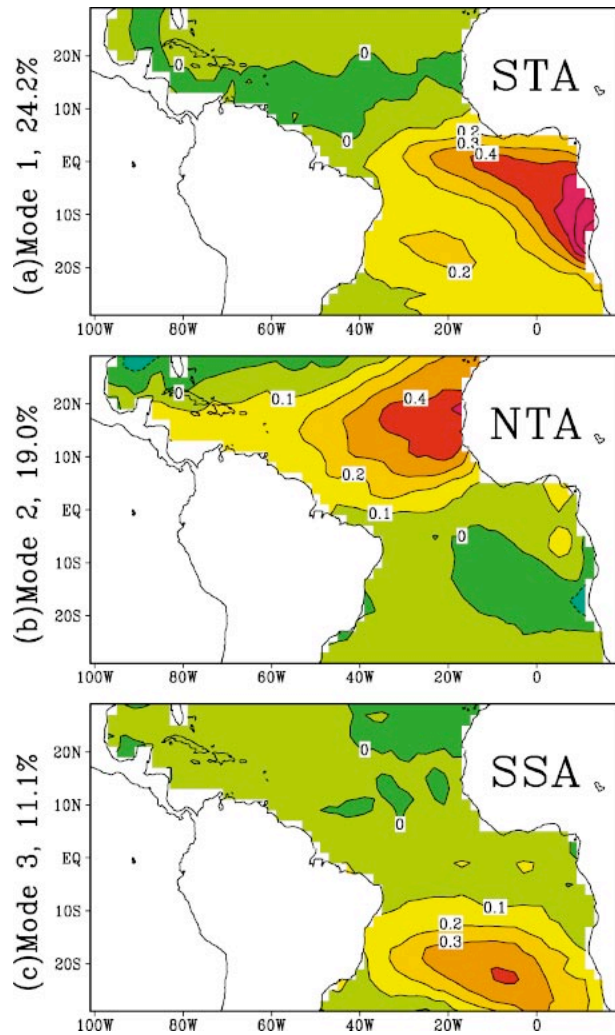 (a)Mode 1, 24.2%
STA
20N
10N
EQ
10S
20S
0
0
0
0.2
0.3
0.4
0.2
100W
80W
60W
40W
20W
0
(b)Mode 2, 19.0%
NTA
20N
10N
EQ
10S
20S
0
0.1
0.4
0.2
0.1
0
100W
80W
60W
40W
20W
0
(c)Mode 3, 11.1%
SSA
20N
10N
EQ
10S
20S
0
0
0.1
0.2
0.3
100W
80W
60W
40W
20W
0